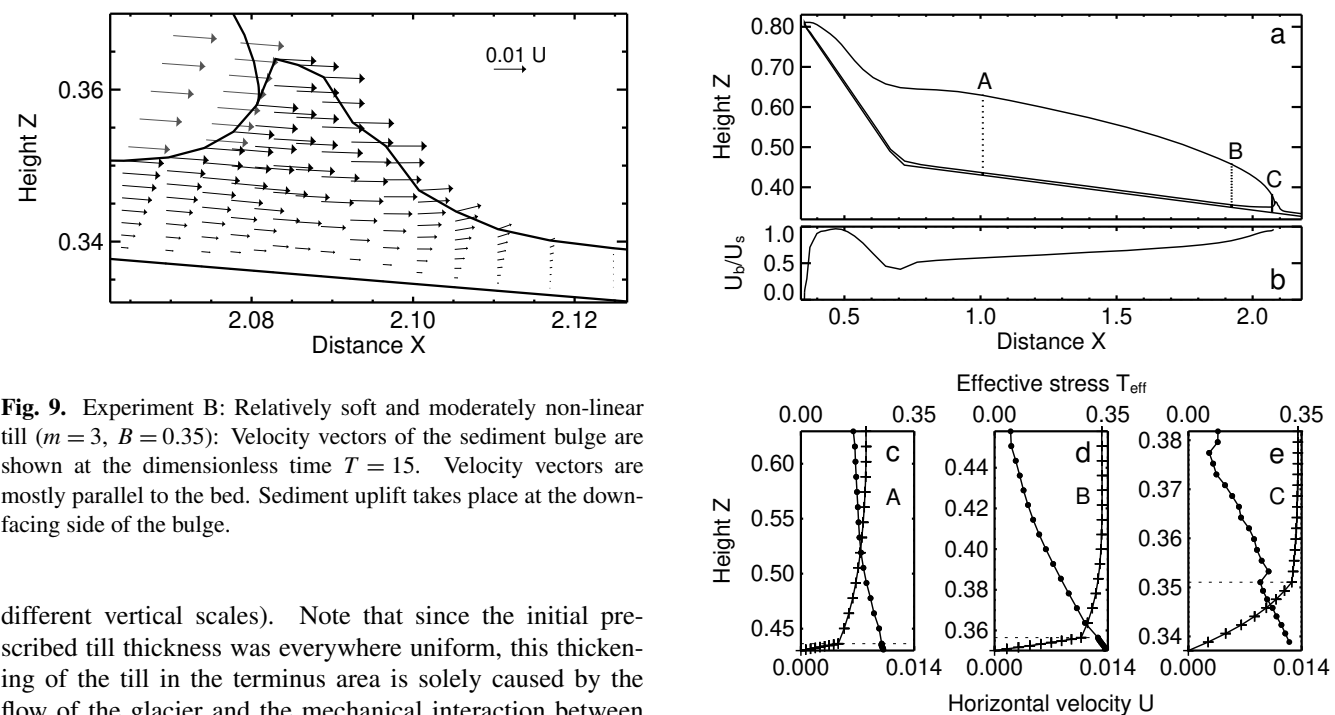 0.01 U
0.36
0.34
Height Z
2.08 2.10 2.12
Distance X
Fig. 9. Experiment B: Relatively soft and moderately non-linear
till (m = 3, B = 0.35): Velocity vectors of the sediment bulge are
shown at the dimensionless time T = 15. Velocity vectors are
mostly parallel to the bed. Sediment uplift takes place at the down-
facing side of the bulge.
different vertical scales). Note that since the initial pre-
scribed till thickness was everywhere uniform, this thicken-
ing of the till in the terminus area is solely caused by the
flow of the glacier and the mechanical interaction between
0.80
0.70
0.60
0.50
0.40
Height Z
a
A
B
C
1.0
0.5
0.0
Ub/Us
b
0.5 1.0 1.5 2.0
Distance X
Effective stress Teff
0.00 0.35 0.00 0.35 0.00 0.35
Height Z
0.60
0.55
0.50
0.45
c
A
0.44
0.42
0.40
0.38
0.36
d
B
0.38
0.37
0.36
0.35
0.34
e
C
0.000 0.014 0.000 0.014 0.000 0.014
Horizontal velocity U